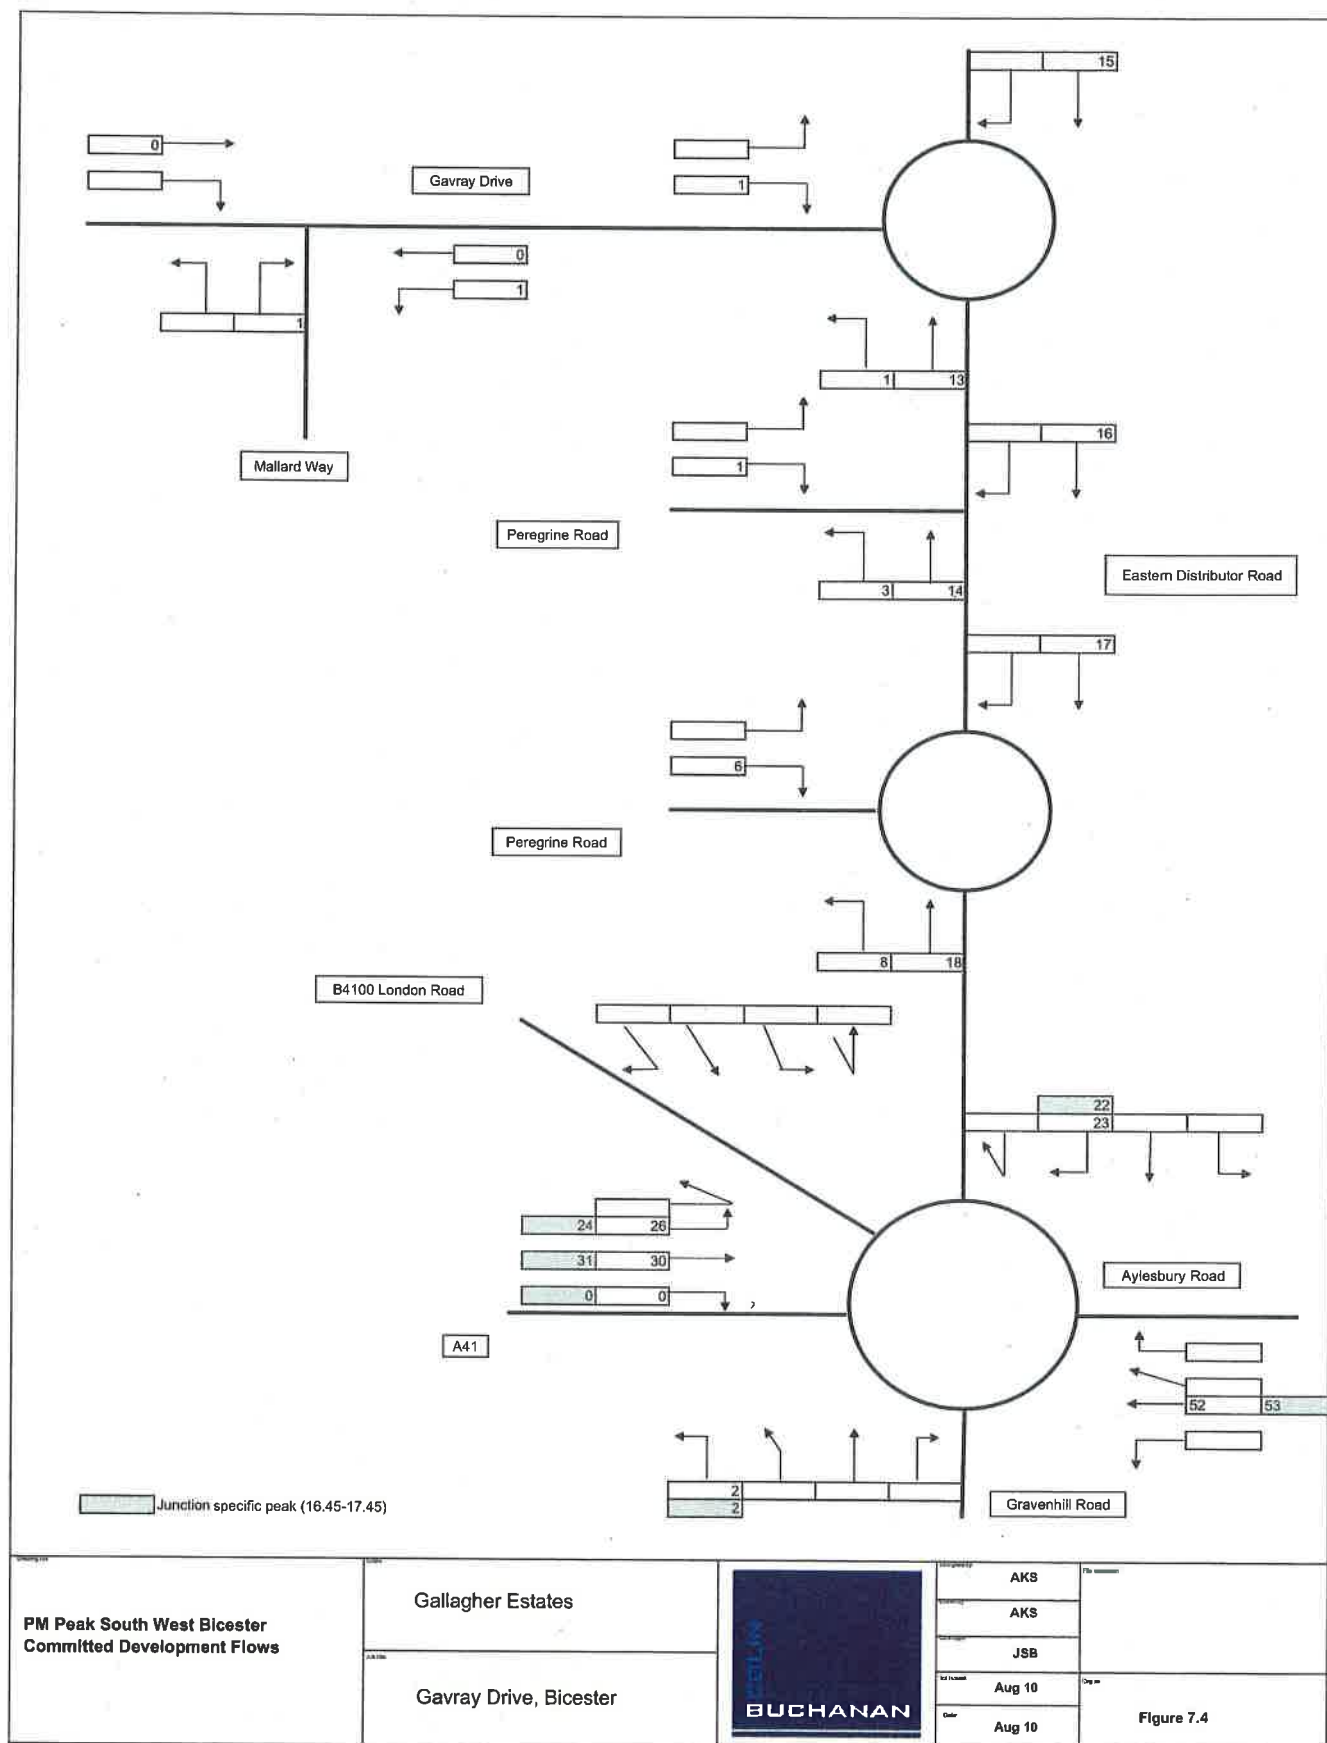 15
0
Gavray Drive
1
0
1
1
Mallard Way
1 13
16
1
Peregrine Road
3 14
Eastern Distributor Road
17
6
Peregrine Road
8 18
B4100 London Road
22
23
24 26
31 30
0 0
Aylesbury Road
A41
52 53
2
2
Junction specific peak (16.45-17.45)
Gravenhill Road
PM Peak South West Bicester
Committed Development Flows
Gallagher Estates
Gavray Drive, Bicester
COLIN
BUCHANAN
AKS
AKS
JSB
Aug 10
Aug 10
Figure 7.4